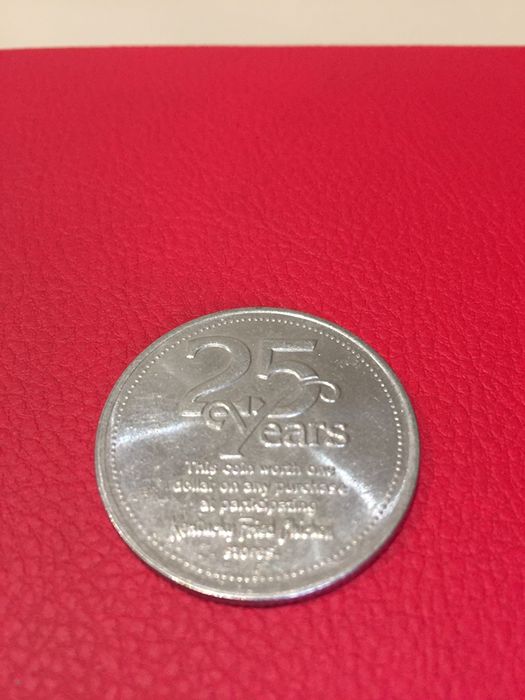 25
Years
This coin worth one
dollar on any purchase
at participating
Kentucky Fried Chicken
stores.